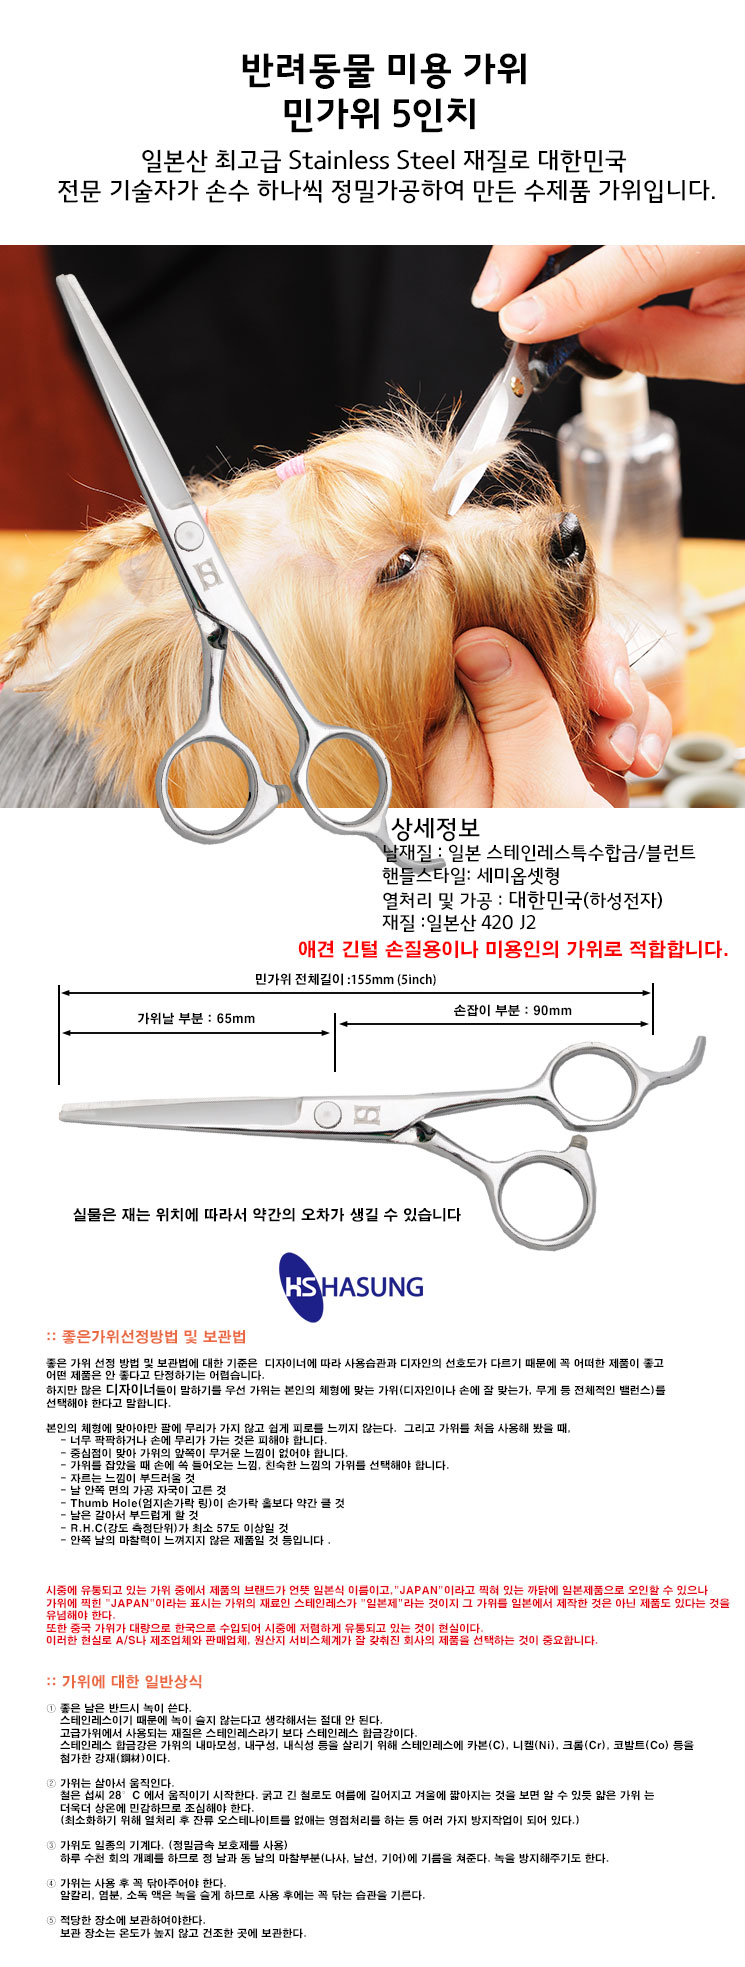 반려동물 미용 가위
민가위 5인치
일본산 최고급 Stainless Steel 재질로 대한민국
전문 기술자가 손수 하나씩 정밀가공하여 만든 수제품 가위입니다.
상세정보
날재질 : 일본 스테인레스특수합금/블런트
핸들스타일: 세미옵셋형
열처리 및 가공 : 대한민국(하성전자)
재질 :일본산 420 J2
애견 긴털 손질용이나 미용인의 가위로 적합합니다.
민가위 전체길이 :155mm (5inch)
가위날 부분 : 65mm
손잡이 부분 : 90mm
실물은 재는 위치에 따라서 약간의 오차가 생길 수 있습니다
HS HASUNG
:: 좋은가위선정방법 및 보관법
좋은 가위 선정 방법 및 보관법에 대한 기준은 디자이너에 따라 사용습관과 디자인의 선호도가 다르기 때문에 꼭 어떠한 제품이 좋고
어떤 제품은 안 좋다고 단정하기는 어렵습니다.
하지만 많은 디자이너들이 말하기를 우선 가위는 본인의 체형에 맞는 가위(디자인이나 손에 잘 맞는가, 무게 등 전체적인 밸런스)를
선택해야 한다고 말합니다.
본인의 체형에 맞아야만 팔에 무리가 가지 않고 쉽게 피로를 느끼지 않는다. 그리고 가위를 처음 사용해 봤을 때,
- 너무 팍팍하거나 손에 무리가 가는 것은 피해야 합니다.
- 중심점이 맞아 가위의 앞쪽이 무거운 느낌이 없어야 합니다.
- 가위를 잡았을 때 손에 쏙 들어오는 느낌, 친숙한 느낌의 가위를 선택해야 합니다.
- 자르는 느낌이 부드러울 것
- 날 안쪽 면의 가공 자국이 고른 것
- Thumb Hole(엄지손가락 링)이 손가락 홀보다 약간 클 것
- 날은 갈아서 부드럽게 할 것
- R.H.C(강도 측정단위)가 최소 57도 이상일 것
- 안쪽 날의 마찰력이 느껴지지 않은 제품일 것 등입니다 .
시중에 유통되고 있는 가위 중에서 제품의 브랜드가 언뜻 일본식 이름이고,"JAPAN"이라고 찍혀 있는 까닭에 일본제품으로 오인할 수 있으나
가위에 찍힌 "JAPAN"이라는 표시는 가위의 재료인 스테인레스가 "일본제"라는 것이지 그 가위를 일본에서 제작한 것은 아닌 제품도 있다는 것을
유념해야 한다.
또한 중국 가위가 대량으로 한국으로 수입되어 시중에 저렴하게 유통되고 있는 것이 현실이다.
이러한 현실로 A/S나 제조업체와 판매업체, 원산지 서비스체계가 잘 갖춰진 회사의 제품을 선택하는 것이 중요합니다.
:: 가위에 대한 일반상식
① 좋은 날은 반드시 녹이 쓴다.
스테인레스이기 때문에 녹이 슬지 않는다고 생각해서는 절대 안 된다.
고급가위에서 사용되는 재질은 스테인레스라기 보다 스테인레스 합금강이다.
스테인레스 합금강은 가위의 내마모성, 내구성, 내식성 등을 살리기 위해 스테인레스에 카본(C), 니켈(Ni), 크롬(Cr), 코발트(Co) 등을
첨가한 강재(鋼材)이다.
② 가위는 살아서 움직인다.
철은 섭씨 28° C 에서 움직이기 시작한다. 굵고 긴 철로도 여름에 길어지고 겨울에 짧아지는 것을 보면 알 수 있듯 얇은 가위 는
더욱더 상온에 민감하므로 조심해야 한다.
(최소화하기 위해 열처리 후 잔류 오스테나이트를 없애는 영점처리를 하는 등 여러 가지 방지작업이 되어 있다.)
③ 가위도 일종의 기계다. (정밀금속 보호제를 사용)
하루 수천 회의 개폐를 하므로 정 날과 동 날의 마찰부분(나사, 날선, 기어)에 기름을 쳐준다. 녹을 방지해주기도 한다.
④ 가위는 사용 후 꼭 닦아주어야 한다.
알칼리, 염분, 소독 액은 녹을 슬게 하므로 사용 후에는 꼭 닦는 습관을 기른다.
⑤ 적당한 장소에 보관하여야한다.
보관 장소는 온도가 높지 않고 건조한 곳에 보관한다.